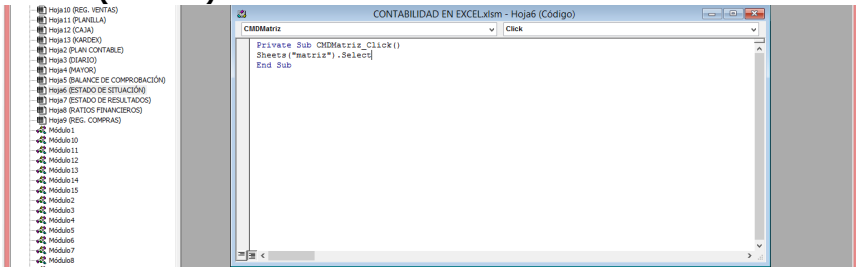 Hoja10 (REG. VENTAS)
Hoja11 (PLANILLA)
Hoja12 (CAJA)
Hoja13 (KARDEX)
Hoja2 (PLAN CONTABLE)
Hoja3 (DIARIO)
Hoja4 (MAYOR)
Hoja5 (BALANCE DE COMPROBACIÓN)
Hoja6 (ESTADO DE SITUACIÓN)
Hoja7 (ESTADO DE RESULTADOS)
Hoja8 (RATIOS FINANCIEROS)
Hoja9 (REG. COMPRAS)
Módulo1
Módulo10
Módulo11
Módulo12
Módulo13
Módulo14
Módulo15
Módulo2
Módulo3
Módulo4
Módulo5
Módulo6
Módulo7
Módulo8
CONTABILIDAD EN EXCEL.xlsm - Hoja6 (Código)
CMDMatriz
Click
Private Sub CMDMatriz_Click()
Sheets("matriz").Select
End Sub